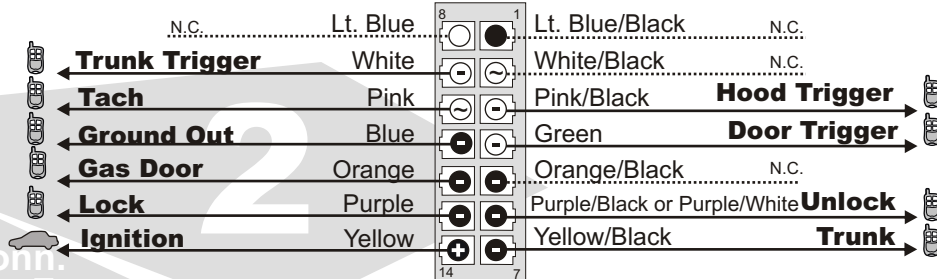 8 1
N.C. Lt. Blue Lt. Blue/Black N.C.
Trunk Trigger White White/Black N.C.
Tach Pink Pink/Black Hood Trigger
Ground Out Blue Green Door Trigger
Gas Door Orange Orange/Black N.C.
Lock Purple Purple/Black or Purple/White Unlock
Ignition Yellow Yellow/Black Trunk
onn.
14 7
2